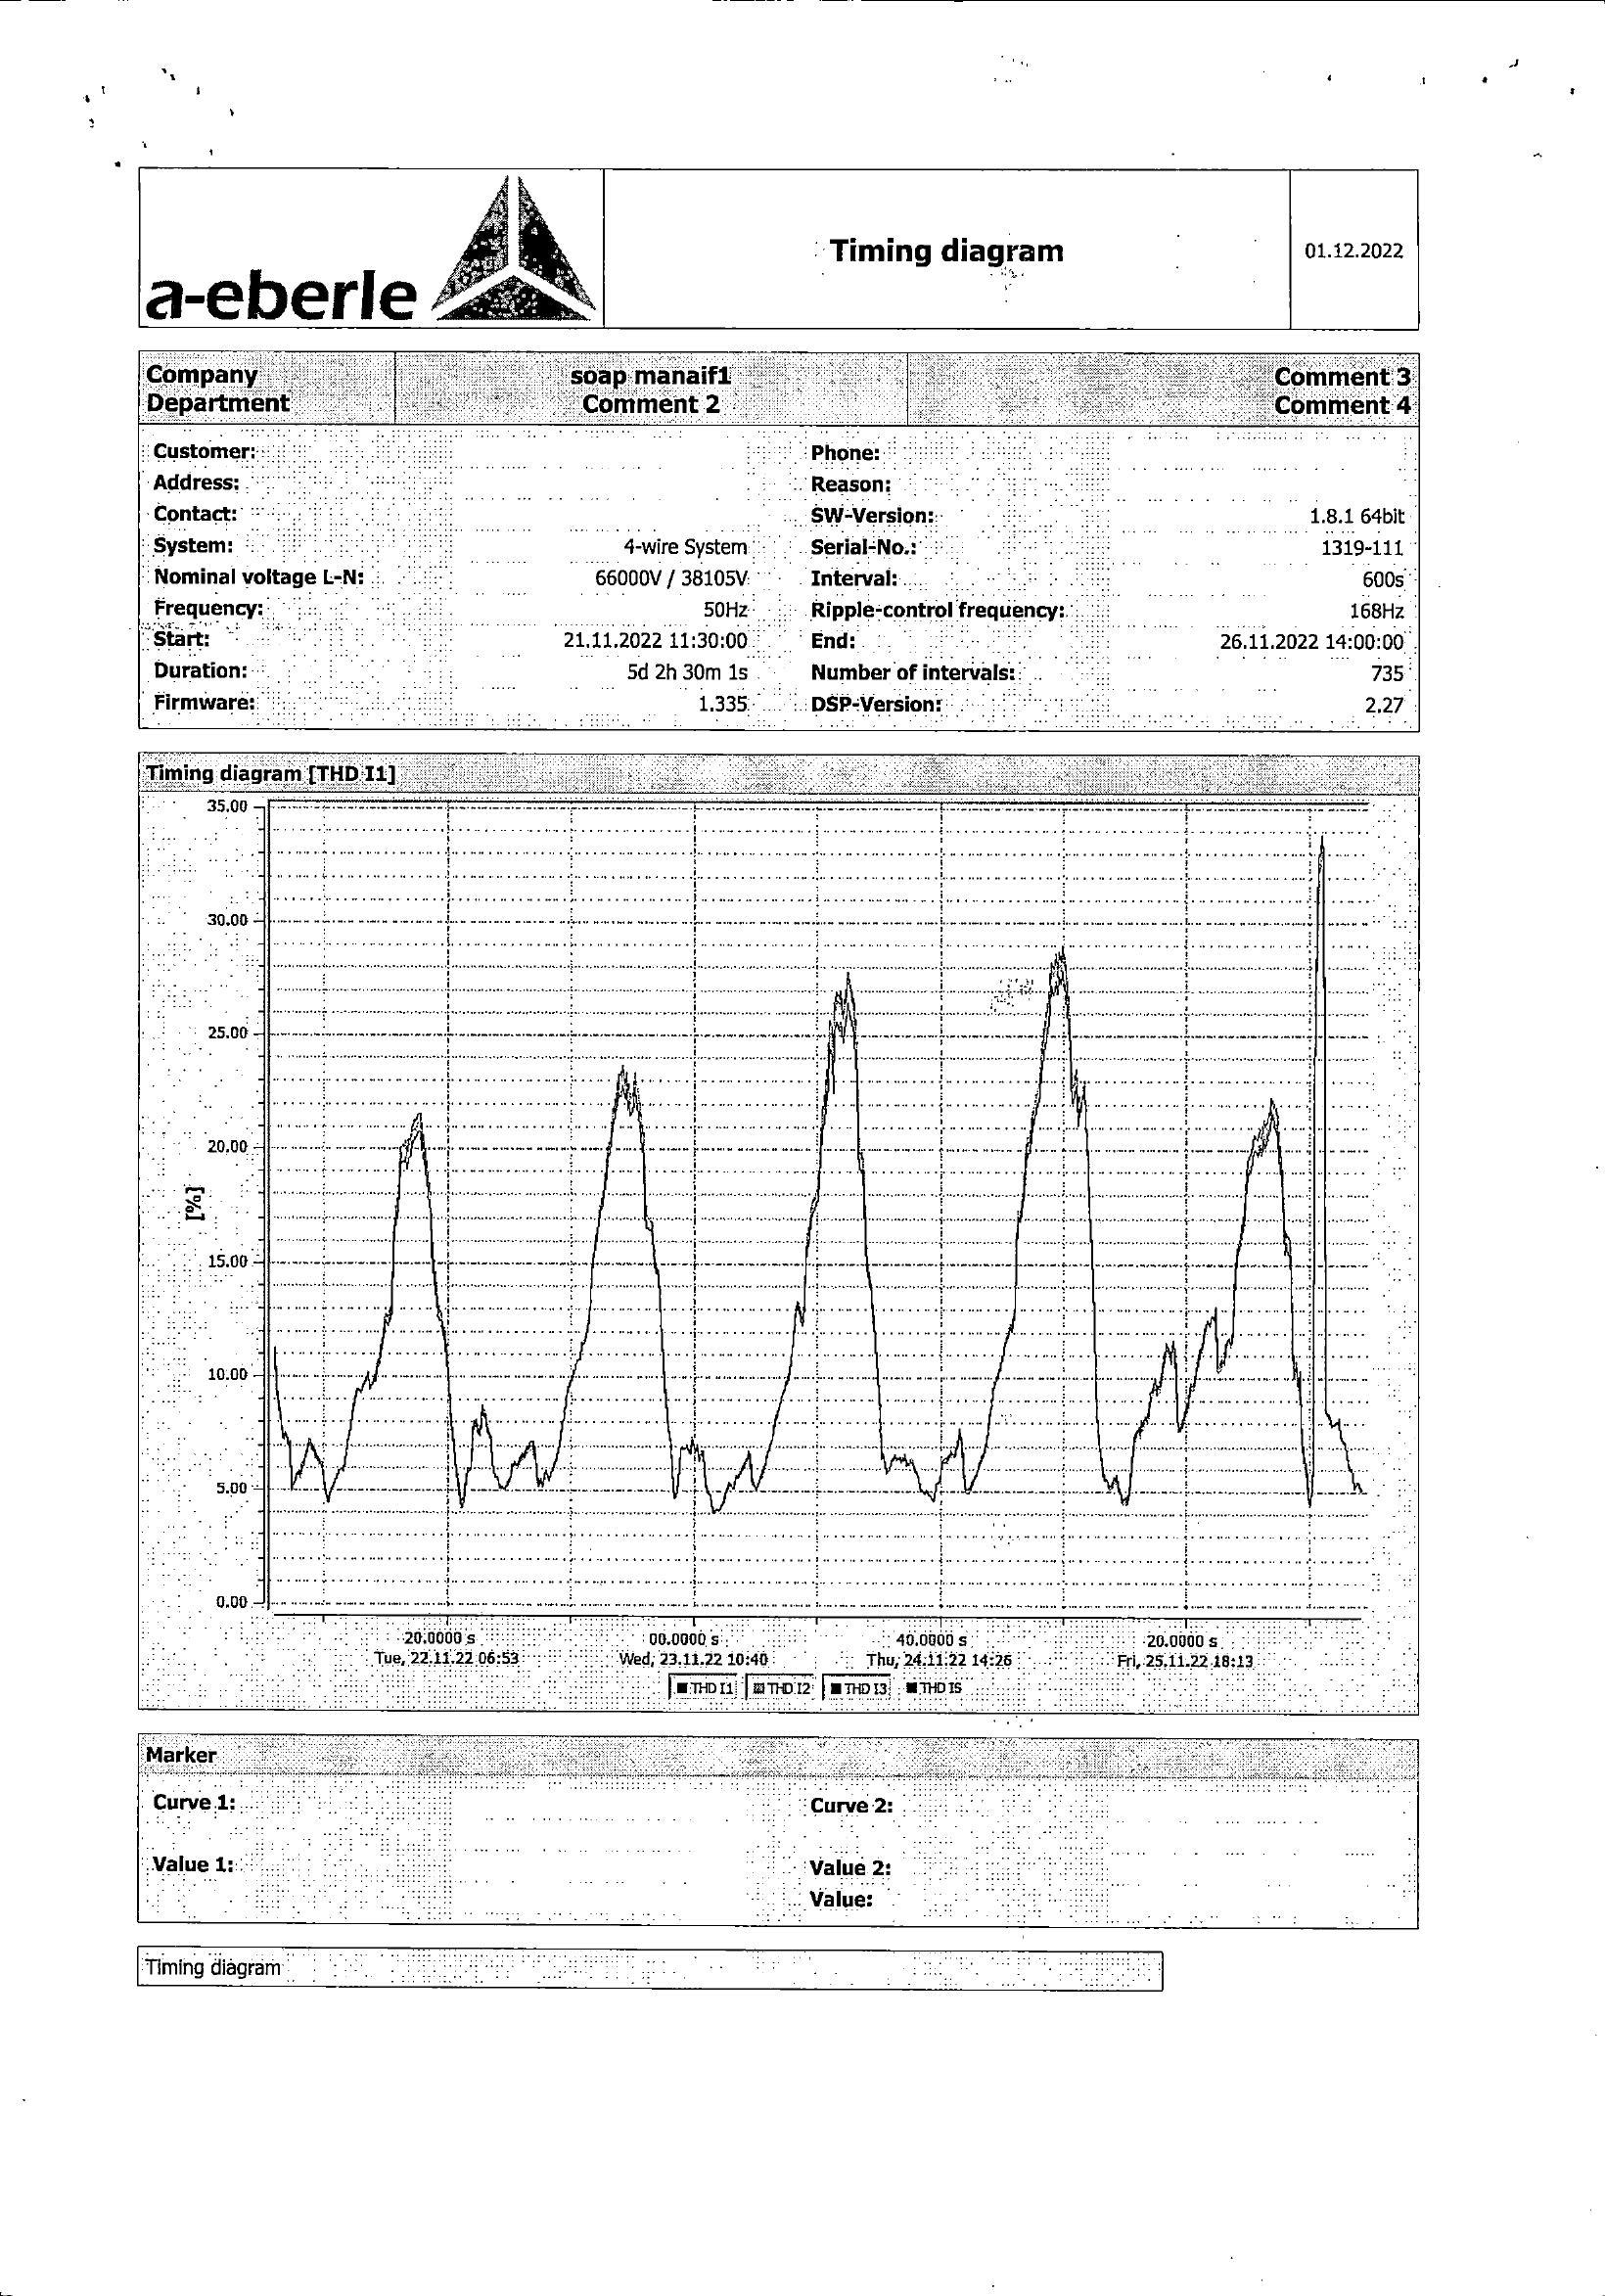 a-eberle
Timing diagram
01.12.2022
Company soap manaif1 Comment 3
Department Comment 2 Comment 4
Customer: Phone:
Address: Reason:
Contact: SW-Version: 1.8.1 64bit
System: 4-wire System Serial-No.: 1319-111
Nominal voltage L-N: 66000V / 38105V Interval: 600s
Frequency: 50Hz Ripple-control frequency: 168Hz
Start: 21.11.2022 11:30:00 End: 26.11.2022 14:00:00
Duration: 5d 2h 30m 1s Number of intervals: 735
Firmware: 1.335 DSP-Version: 2.27
Timing diagram [THD I1]
35.00
30.00
25.00
20.00
[%]
15.00
10.00
5.00
0.00
20.0000 s 00.0000 s 40.0000 s 20.0000 s
Tue, 22.11.22 06:53 Wed, 23.11.22 10:40 Thu, 24.11.22 14:26 Fri, 25.11.22 18:13
THD I1 THD I2 THD I3 THD IS
Marker
Curve 1: Curve 2:
Value 1: Value 2:
Value:
Timing diagram